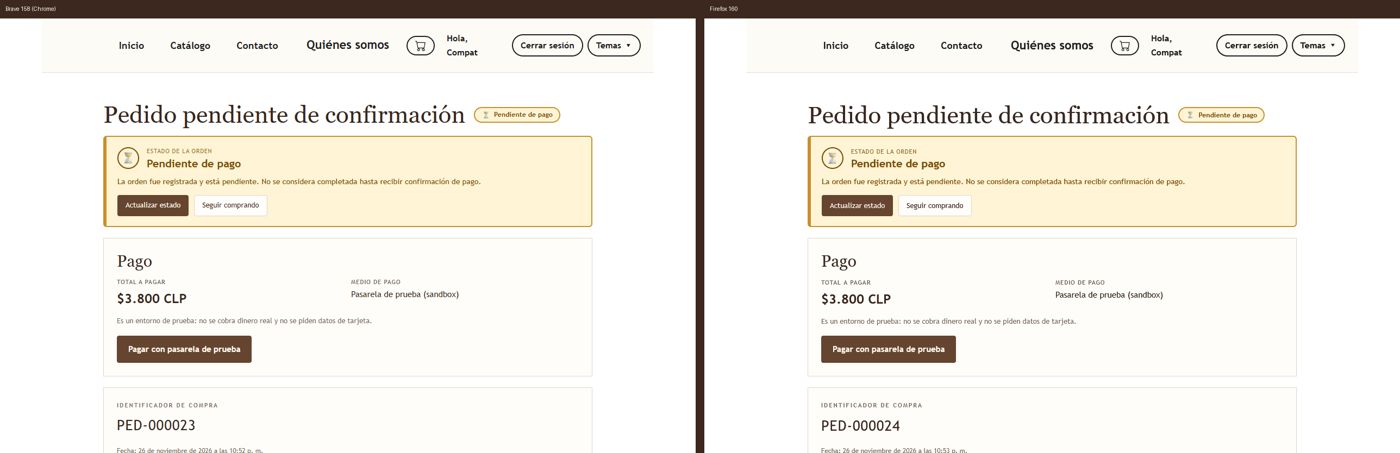 Brave 158 (Chrome)
Inicio Catálogo Contacto Quiénes somos Hola, Compat Cerrar sesión Temas ▼
Pedido pendiente de confirmación ⏳ Pendiente de pago
ESTADO DE LA ORDEN
Pendiente de pago
La orden fue registrada y está pendiente. No se considera completada hasta recibir confirmación de pago.
Actualizar estado Seguir comprando
Pago
TOTAL A PAGAR MEDIO DE PAGO
$3.800 CLP Pasarela de prueba (sandbox)
Es un entorno de prueba: no se cobra dinero real y no se piden datos de tarjeta.
Pagar con pasarela de prueba
IDENTIFICADOR DE COMPRA
PED-000023
Fecha: 26 de noviembre de 2026 a las 10:52 p. m.
Firefox 160
Inicio Catálogo Contacto Quiénes somos Hola, Compat Cerrar sesión Temas ▼
Pedido pendiente de confirmación ⏳ Pendiente de pago
ESTADO DE LA ORDEN
Pendiente de pago
La orden fue registrada y está pendiente. No se considera completada hasta recibir confirmación de pago.
Actualizar estado Seguir comprando
Pago
TOTAL A PAGAR MEDIO DE PAGO
$3.800 CLP Pasarela de prueba (sandbox)
Es un entorno de prueba: no se cobra dinero real y no se piden datos de tarjeta.
Pagar con pasarela de prueba
IDENTIFICADOR DE COMPRA
PED-000024
Fecha: 26 de noviembre de 2026 a las 10:53 p. m.